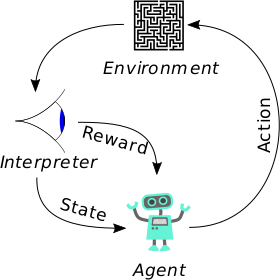 Environment
Action
Reward
Interpreter
State
Agent